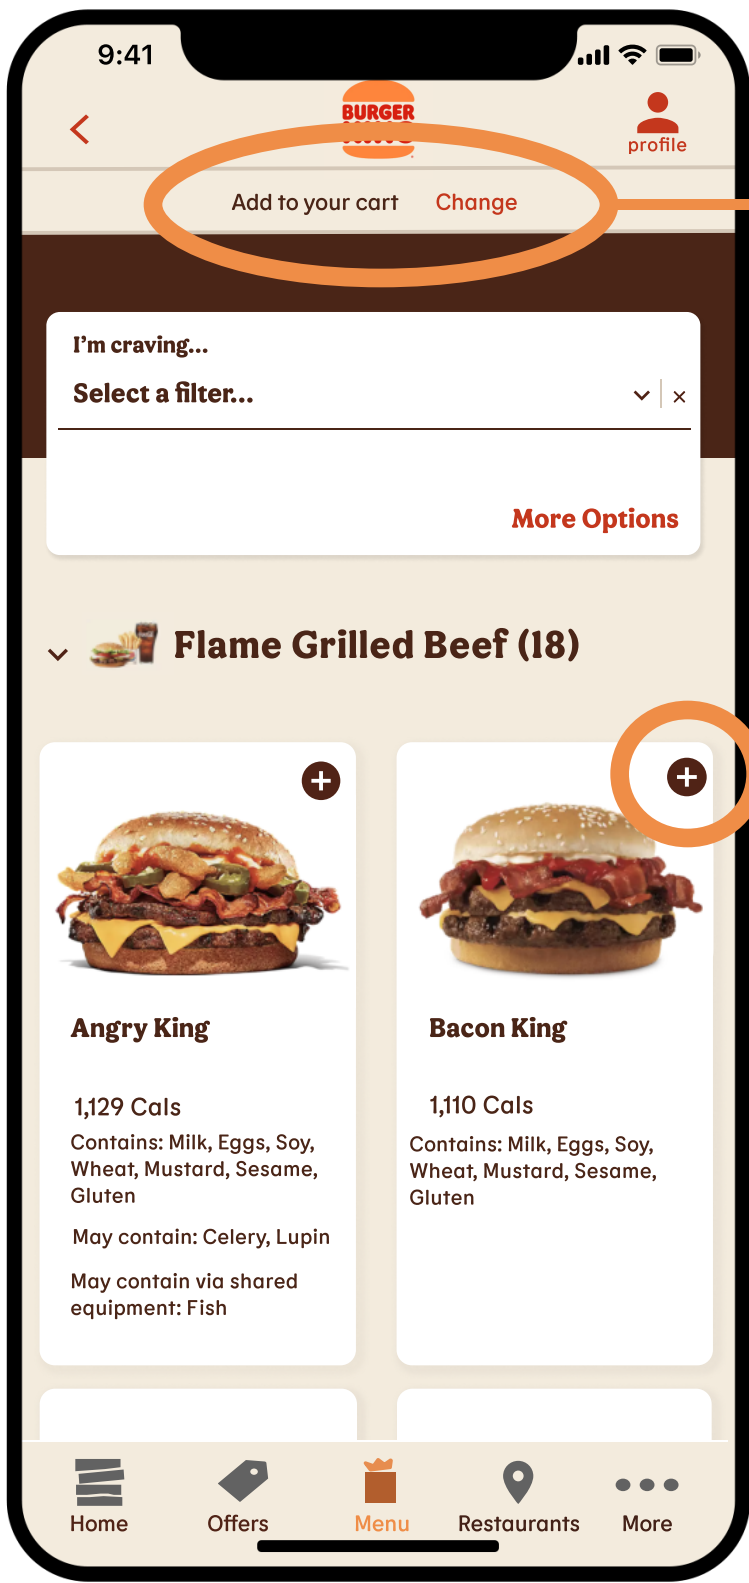 9:41
BURGER
profile
Add to your cart Change
I'm craving...
Select a filter...
More Options
Flame Grilled Beef (18)
Angry King
1,129 Cals
Contains: Milk, Eggs, Soy,
Wheat, Mustard, Sesame,
Gluten
May contain: Celery, Lupin
May contain via shared
equipment: Fish
Bacon King
1,110 Cals
Contains: Milk, Eggs, Soy,
Wheat, Mustard, Sesame,
Gluten
Home Offers Menu Restaurants More